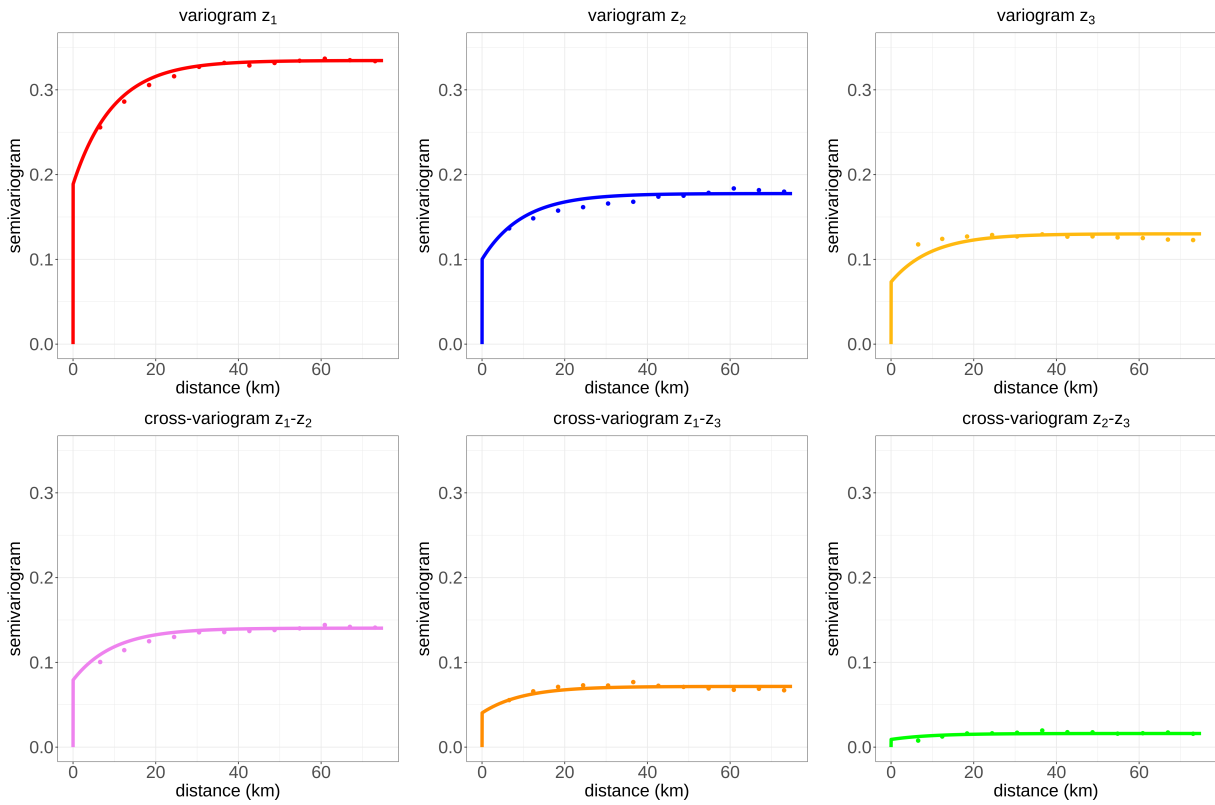 variogram z1
variogram z2
variogram z3
semivariogram
0.3
0.2
0.1
0.0
0 20 40 60
distance (km)
semivariogram
0.3
0.2
0.1
0.0
0 20 40 60
distance (km)
semivariogram
0.3
0.2
0.1
0.0
0 20 40 60
distance (km)
cross-variogram z1-z2
cross-variogram z1-z3
cross-variogram z2-z3
semivariogram
0.3
0.2
0.1
0.0
0 20 40 60
distance (km)
semivariogram
0.3
0.2
0.1
0.0
0 20 40 60
distance (km)
semivariogram
0.3
0.2
0.1
0.0
0 20 40 60
distance (km)